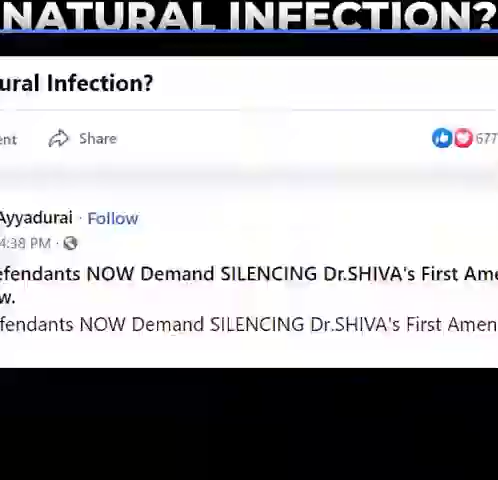 NATURAL INFECTION?
ural Infection?
ent Share 677
Ayyadurai · Follow
4:38 PM ·
efendants NOW Demand SILENCING Dr.SHIVA's First Ame
w.
fendants NOW Demand SILENCING Dr.SHIVA's First Amen